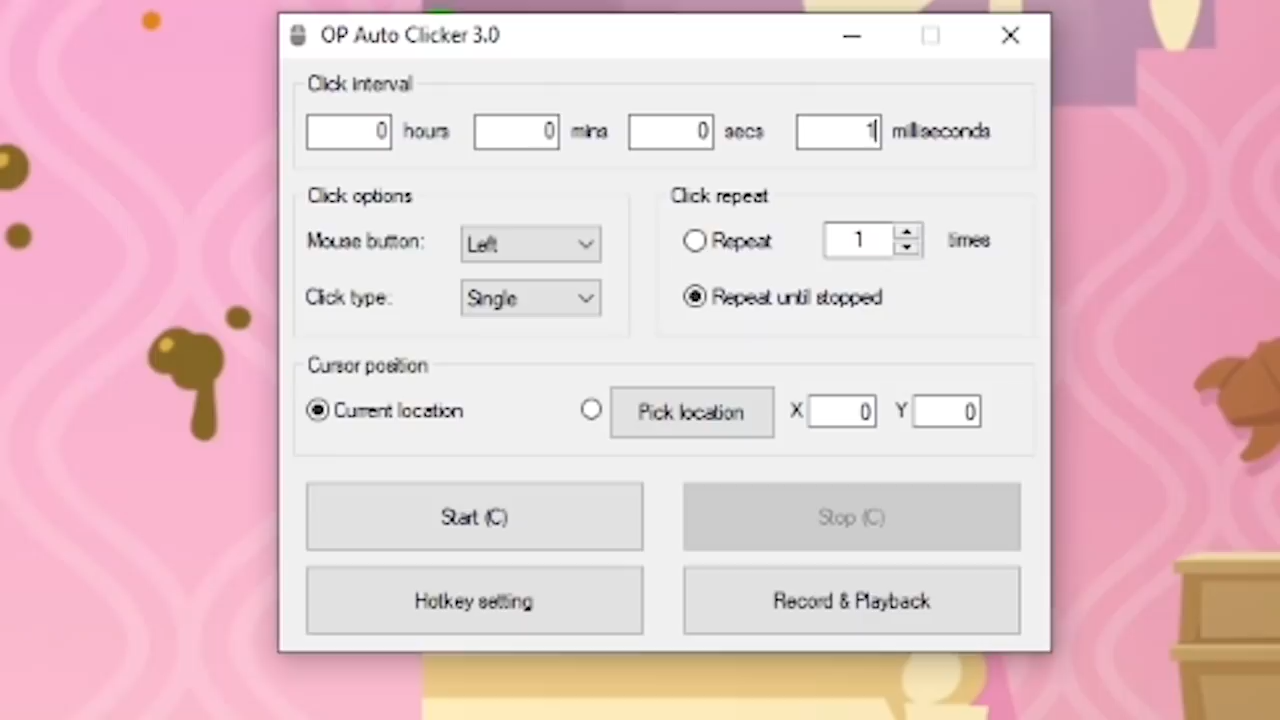 OP Auto Clicker 3.0
Click interval
0 hours 0 mins 0 secs 1 milliseconds
Click options
Mouse button: Left
Click type: Single
Click repeat
Repeat 1 times
Repeat until stopped
Cursor position
Current location Pick location X 0 Y 0
Start (C) Stop (C)
Hotkey setting Record & Playback